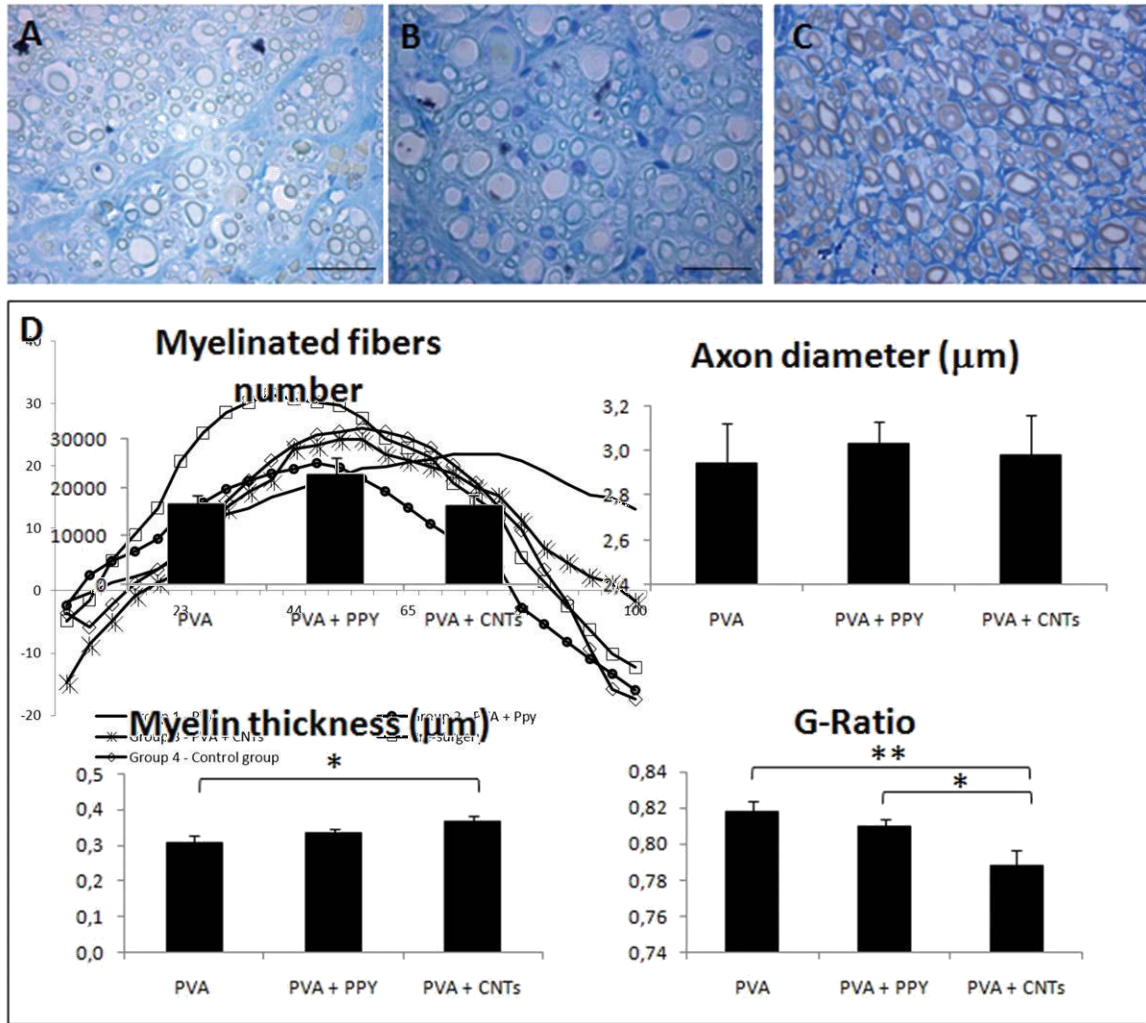 A
B
C
D
40
30
20
10
0
-10
-20
23
44
65
100
Myelinated fibers
number
30000
20000
10000
0
PVA
PVA + PPY
PVA + CNTs
Axon diameter (µm)
3,2
3,0
2,8
2,6
2,4
PVA
PVA + PPY
PVA + CNTs
Group 3 - PVA + CNTs
Group 4 - Control group
Myelin thickness (µm)
*
0,5
0,4
0,3
0,2
0,1
0,0
PVA
PVA + PPY
PVA + CNTs
G-Ratio
**
*
0,84
0,82
0,80
0,78
0,76
0,74
PVA
PVA + PPY
PVA + CNTs